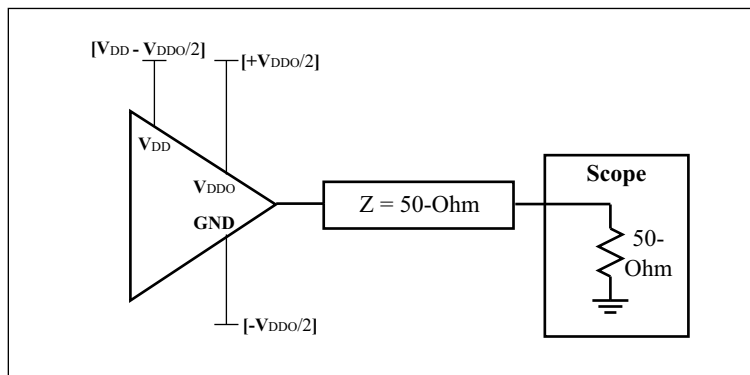 [VDD - VDDO/2]
[+VDDO/2]
VDD
VDDO
GND
[-VDDO/2]
Z = 50-Ohm
Scope
50-
Ohm